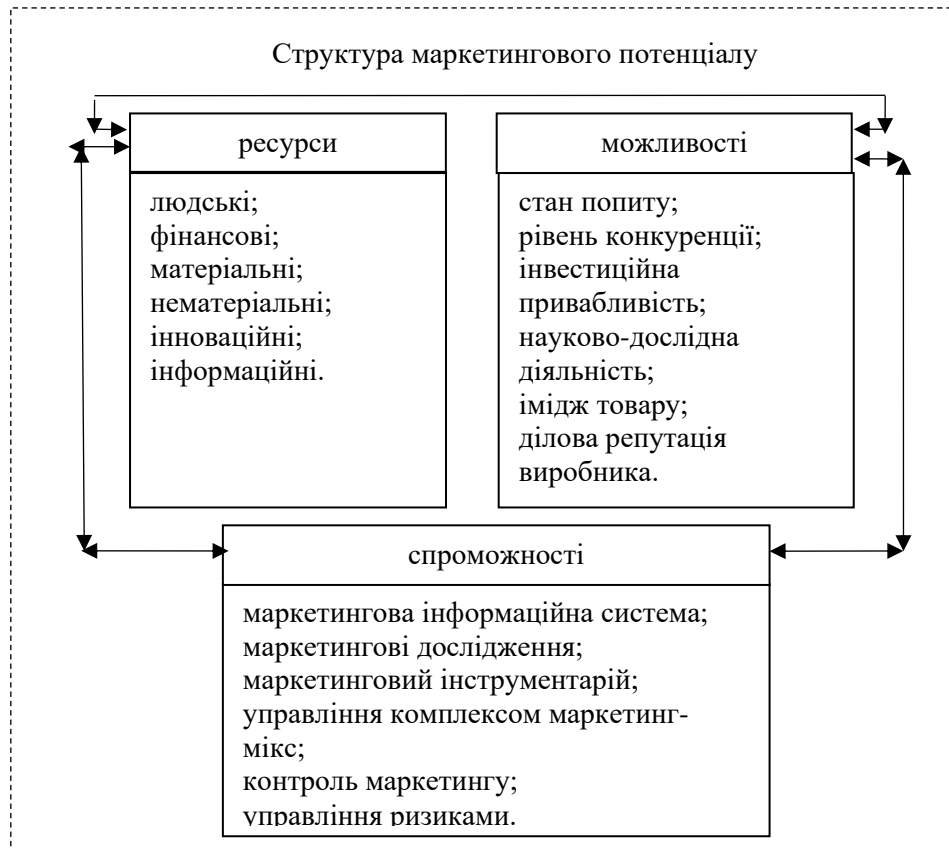 Структура маркетингового потенціалу
ресурси
людські;
фінансові;
матеріальні;
нематеріальні;
інноваційні;
інформаційні.
можливості
стан попиту;
рівень конкуренції;
інвестиційна
привабливість;
науково-дослідна
діяльність;
імідж товару;
ділова репутація
виробника.
спроможності
маркетингова інформаційна система;
маркетингові дослідження;
маркетинговий інструментарій;
управління комплексом маркетинг-
мікс;
контроль маркетингу;
управління ризиками.